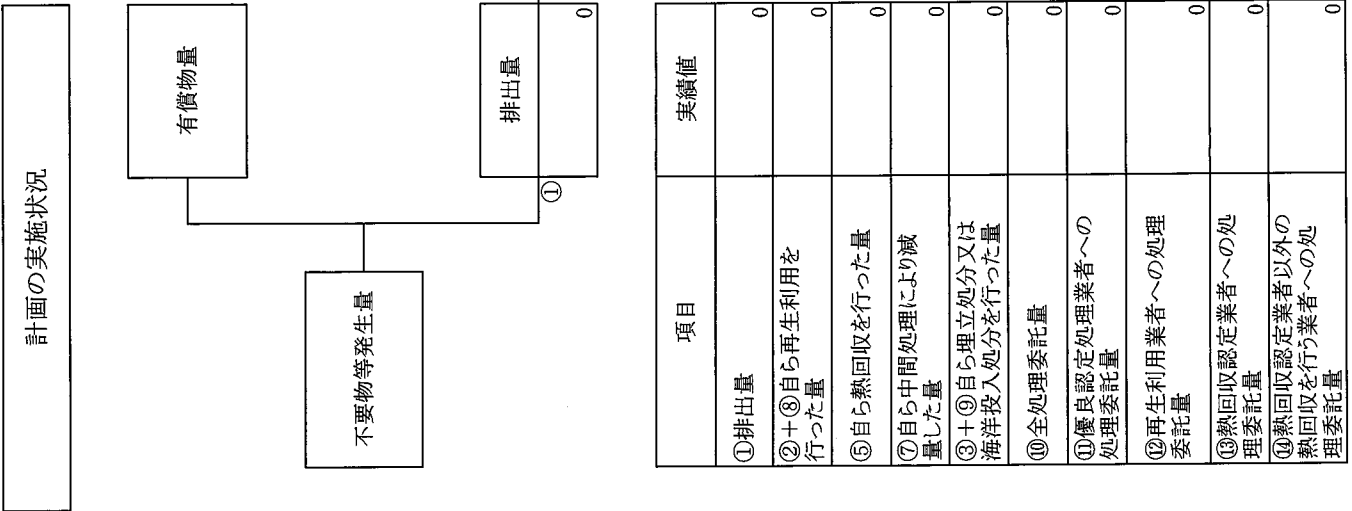 計画の実施状況
有償物量
不要物等発生量
①
排出量
0
項目
実績値
①排出量
0
②+⑧自ら再生利用を
行った量
0
⑤自ら熱回収を行った量
0
⑦自ら中間処理により減
量した量
0
③+⑨自ら埋立処分又は
海洋投入処分を行った量
0
⑩全処理委託量
0
⑪優良認定処理業者への
処理委託量
0
⑫再生利用業者への処理
委託量
0
⑬熱回収認定業者への処
理委託量
0
⑭熱回収認定業者以外の
熱回収を行う業者への処
理委託量
0